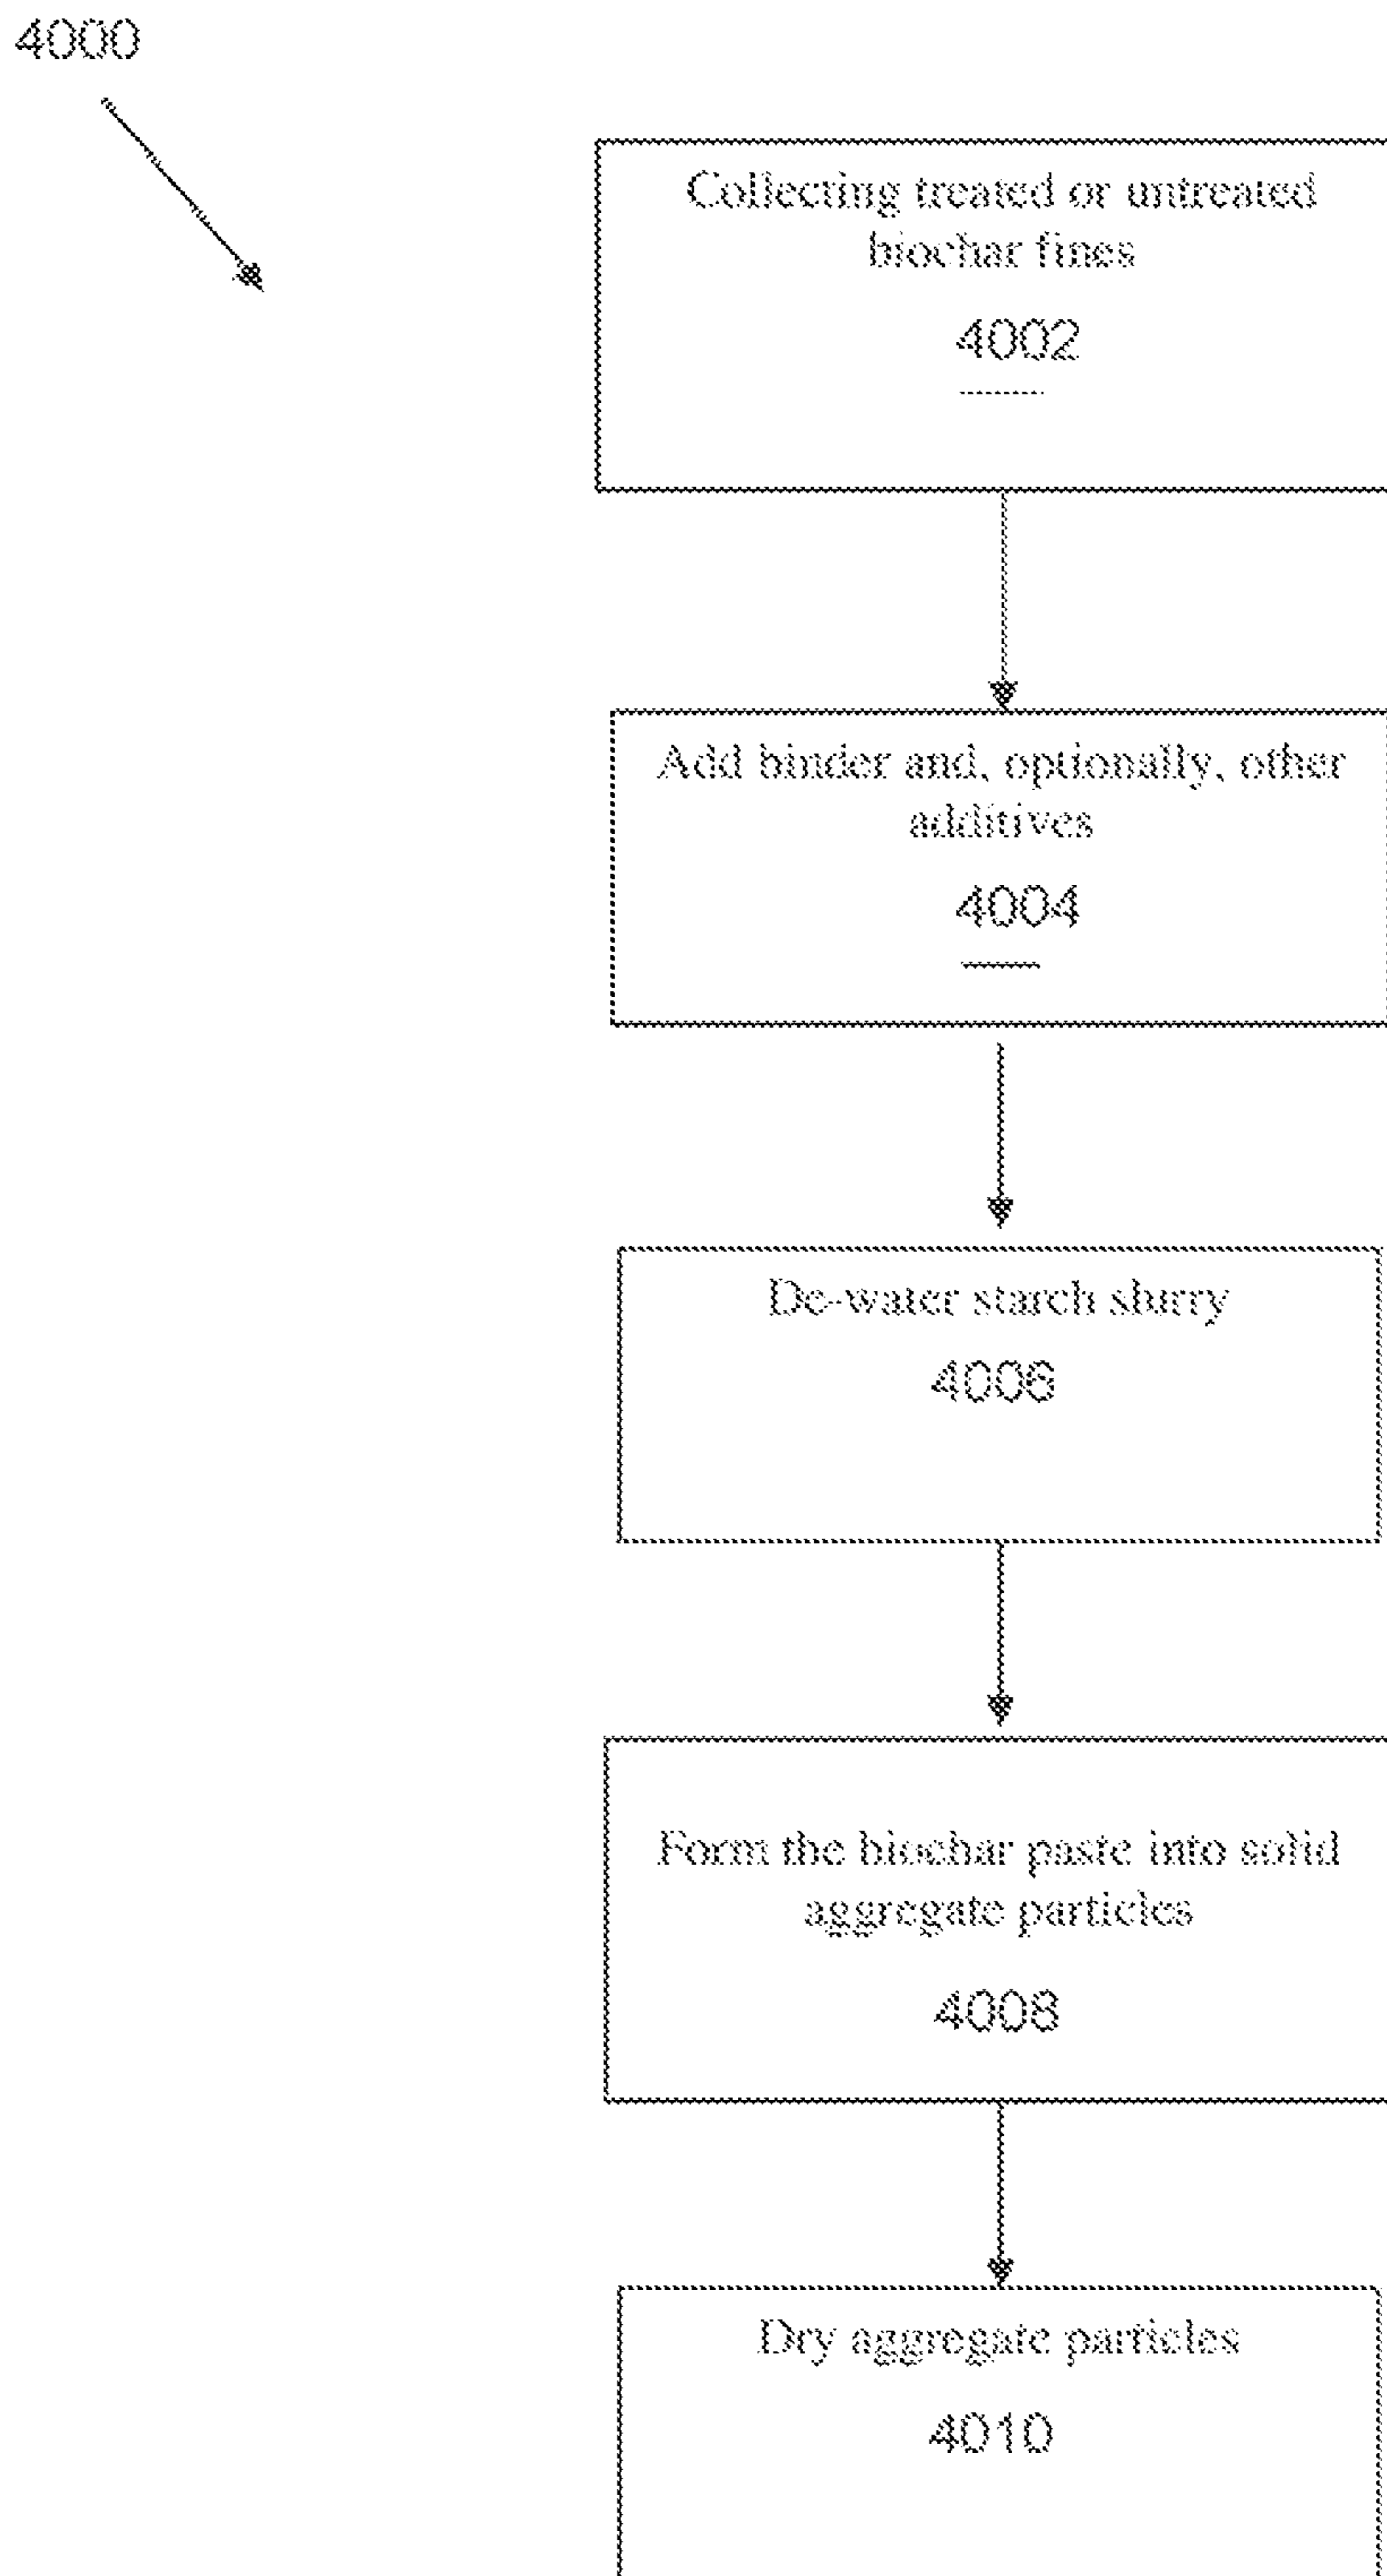 4000
Collecting treated or untreated
biochar fines
4002
Add binder and, optionally, other
additives
4004
De-water starch slurry
4006
Form the biochar paste into solid
aggregate particles
4008
Dry aggregate particles
4010